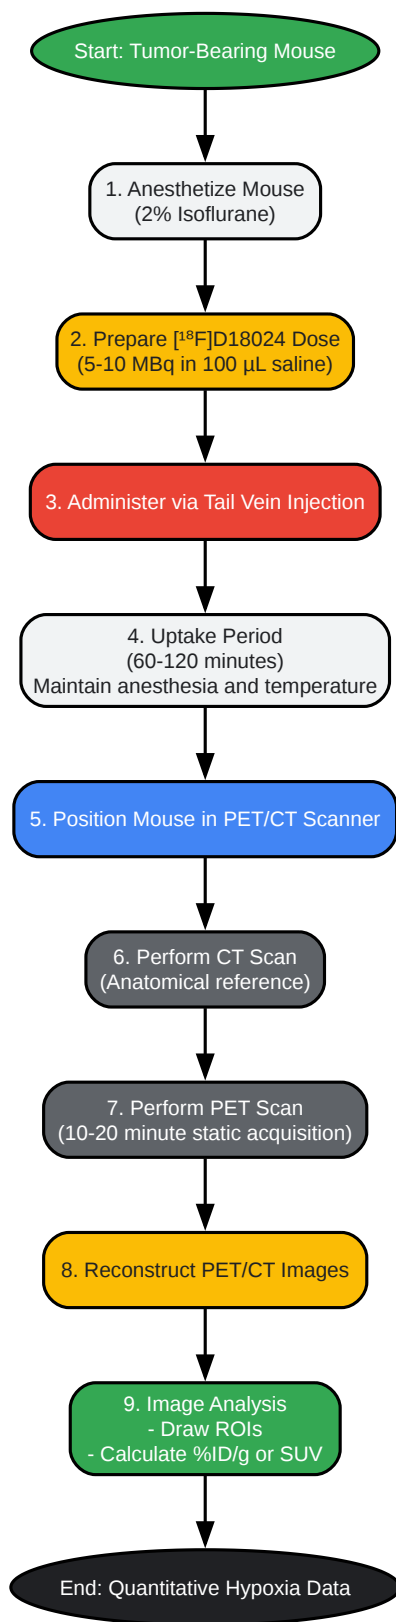 Start: Tumor-Bearing Mouse
1. Anesthetize Mouse
(2% Isoflurane)
2. Prepare [¹⁸F]D18024 Dose
(5-10 MBq in 100 µL saline)
3. Administer via Tail Vein Injection
4. Uptake Period
(60-120 minutes)
Maintain anesthesia and temperature
5. Position Mouse in PET/CT Scanner
6. Perform CT Scan
(Anatomical reference)
7. Perform PET Scan
(10-20 minute static acquisition)
8. Reconstruct PET/CT Images
9. Image Analysis
- Draw ROIs
- Calculate %ID/g or SUV
End: Quantitative Hypoxia Data